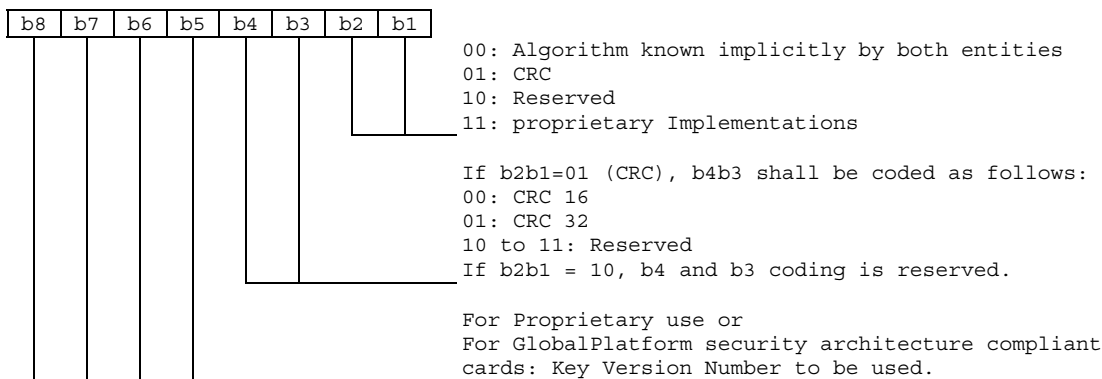 b8 b7 b6 b5 b4 b3 b2 b1
00: Algorithm known implicitly by both entities
01: CRC
10: Reserved
11: proprietary Implementations
If b2b1=01 (CRC), b4b3 shall be coded as follows:
00: CRC 16
01: CRC 32
10 to 11: Reserved
If b2b1 = 10, b4 and b3 coding is reserved.
For Proprietary use or
For GlobalPlatform security architecture compliant
cards: Key Version Number to be used.